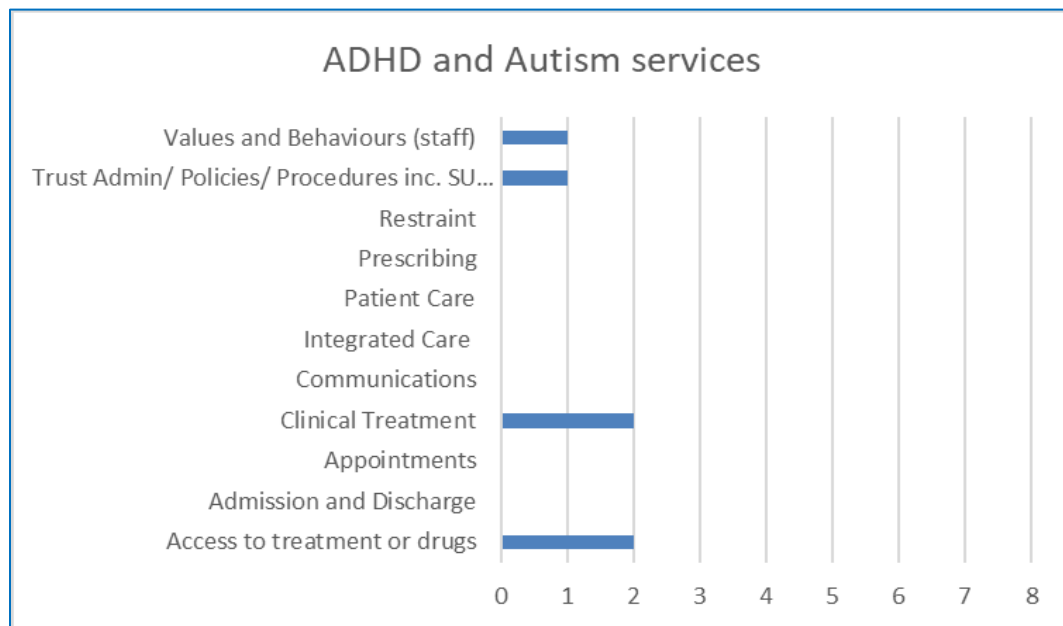 ADHD and Autism services
Values and Behaviours (staff)
Trust Admin/ Policies/ Procedures inc. SU...
Restraint
Prescribing
Patient Care
Integrated Care
Communications
Clinical Treatment
Appointments
Admission and Discharge
Access to treatment or drugs
0 1 2 3 4 5 6 7 8